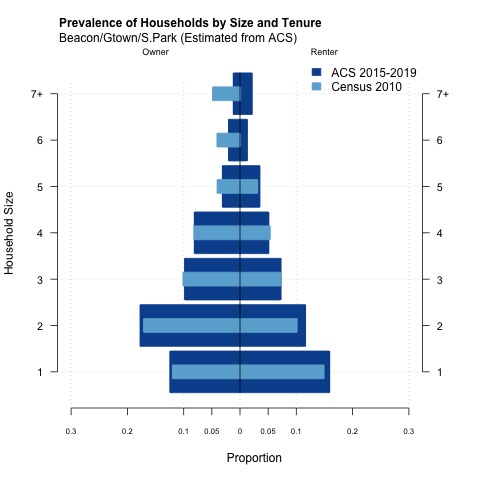 Prevalence of Households by Size and Tenure
Beacon/Gtown/S.Park (Estimated from ACS)
Owner Renter
ACS 2015-2019
Census 2010
7+ 7+
6 6
5 5
4 4
3 3
2 2
1 1
Household Size
0.3 0.2 0.1 0.05 0 0.05 0.1 0.2 0.3
Proportion